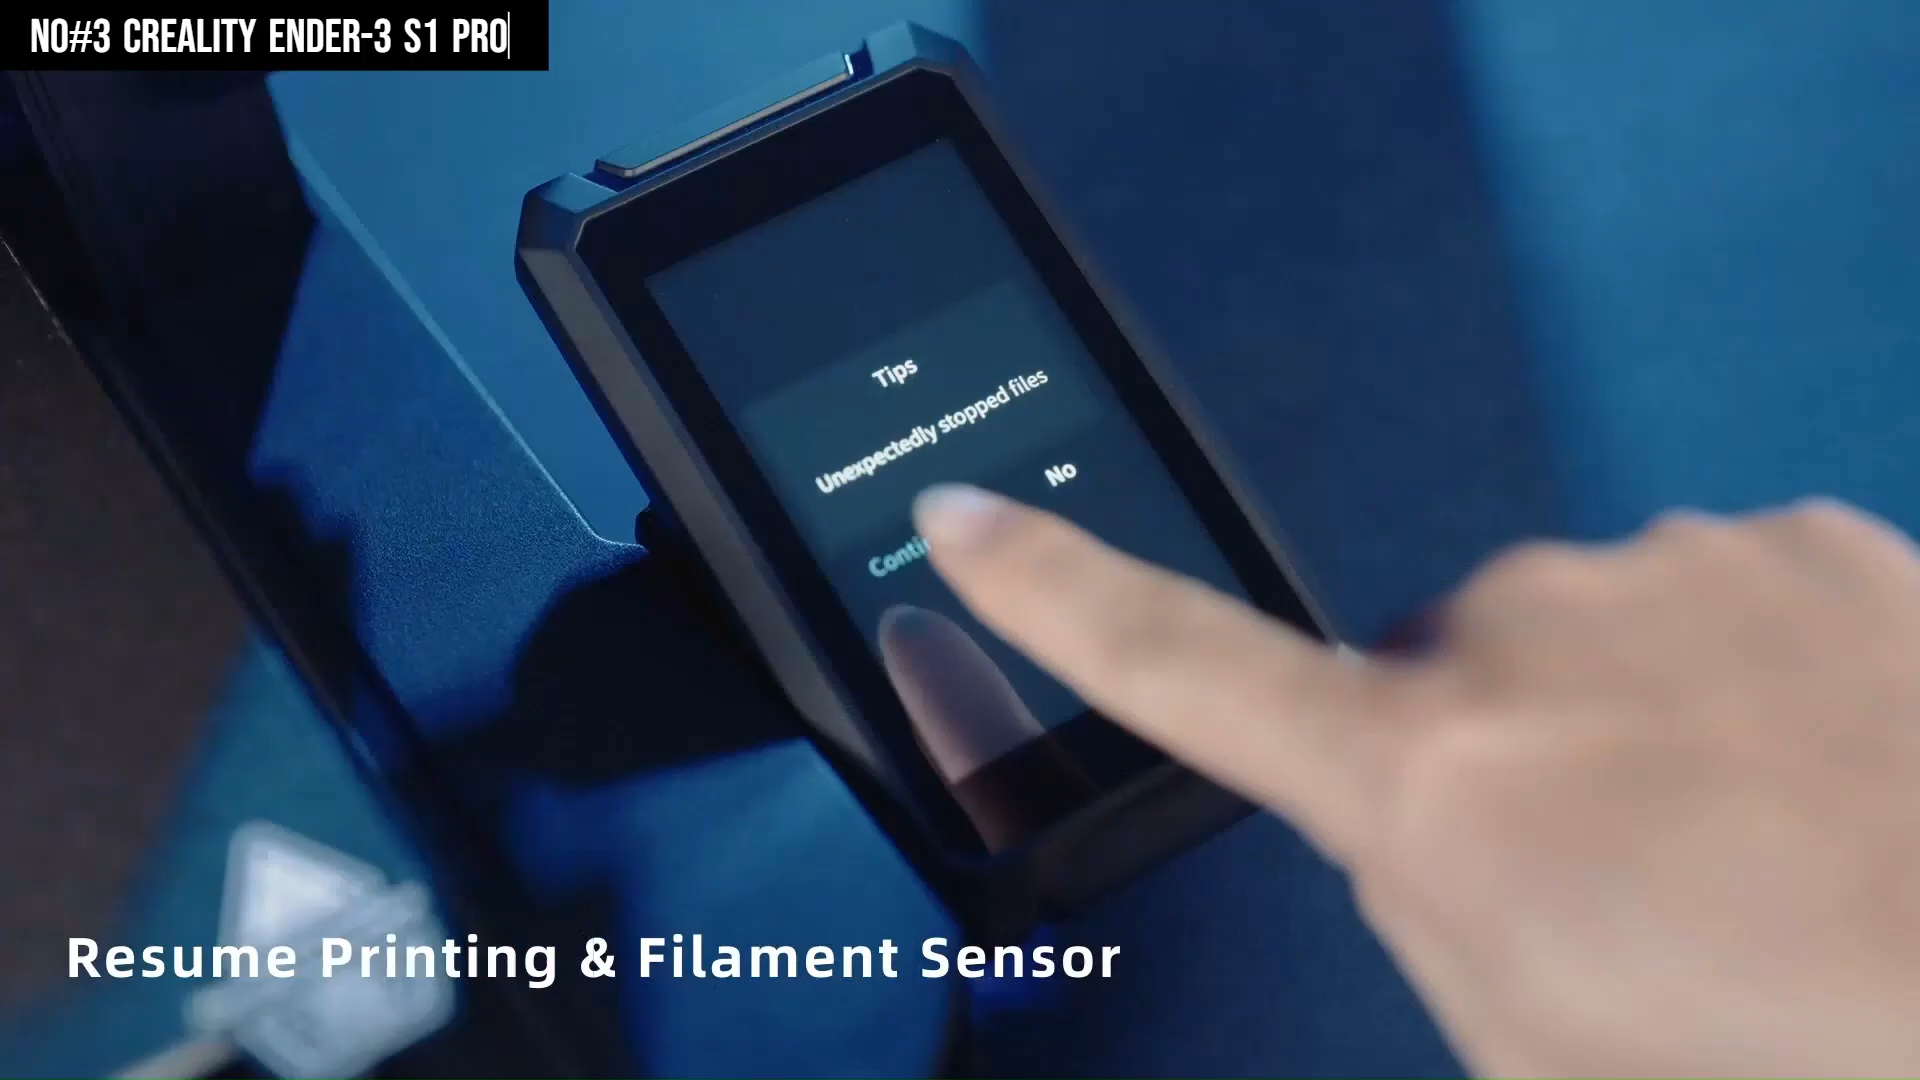 NO#3 CREALITY ENDER-3 S1 PRO
Tips
Unexpectedly stopped files
No
Resume Printing & Filament Sensor